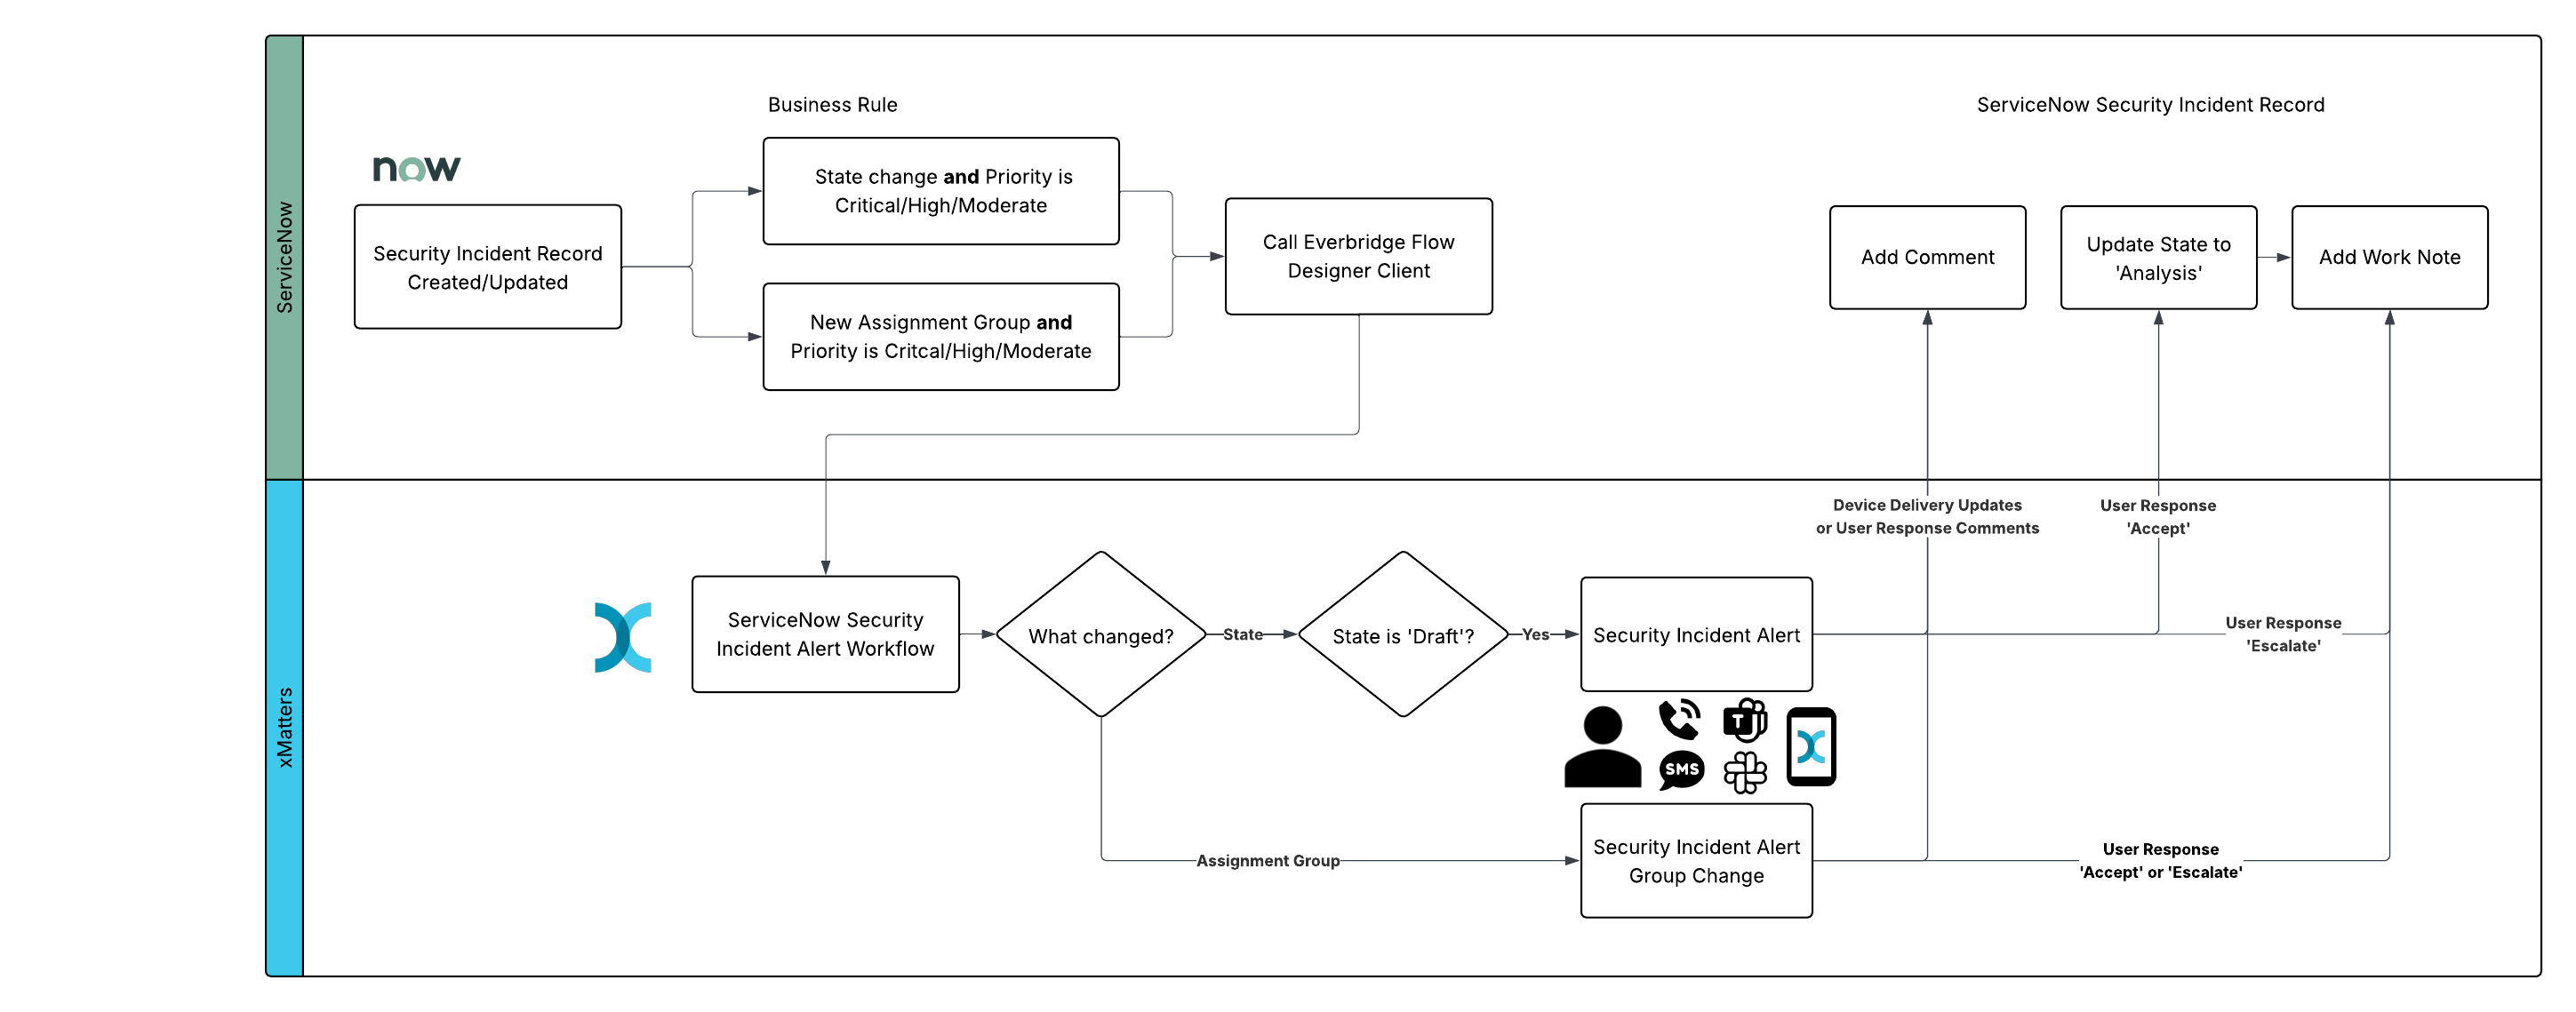 Business Rule
ServiceNow Security Incident Record
now
State change and Priority is
Critical/High/Moderate
Security Incident Record
Created/Updated
New Assignment Group and
Priority is Critcal/High/Moderate
Call Everbridge Flow
Designer Client
Add Comment
Update State to
'Analysis'
Add Work Note
ServiceNow
Device Delivery Updates
or User Response Comments
User Response
'Accept'
ServiceNow Security
Incident Alert Workflow
What changed?
State
State is 'Draft'?
Yes
Security Incident Alert
User Response
'Escalate'
T
SMS
xMatters
Assignment Group
Security Incident Alert
Group Change
User Response
'Accept' or 'Escalate'